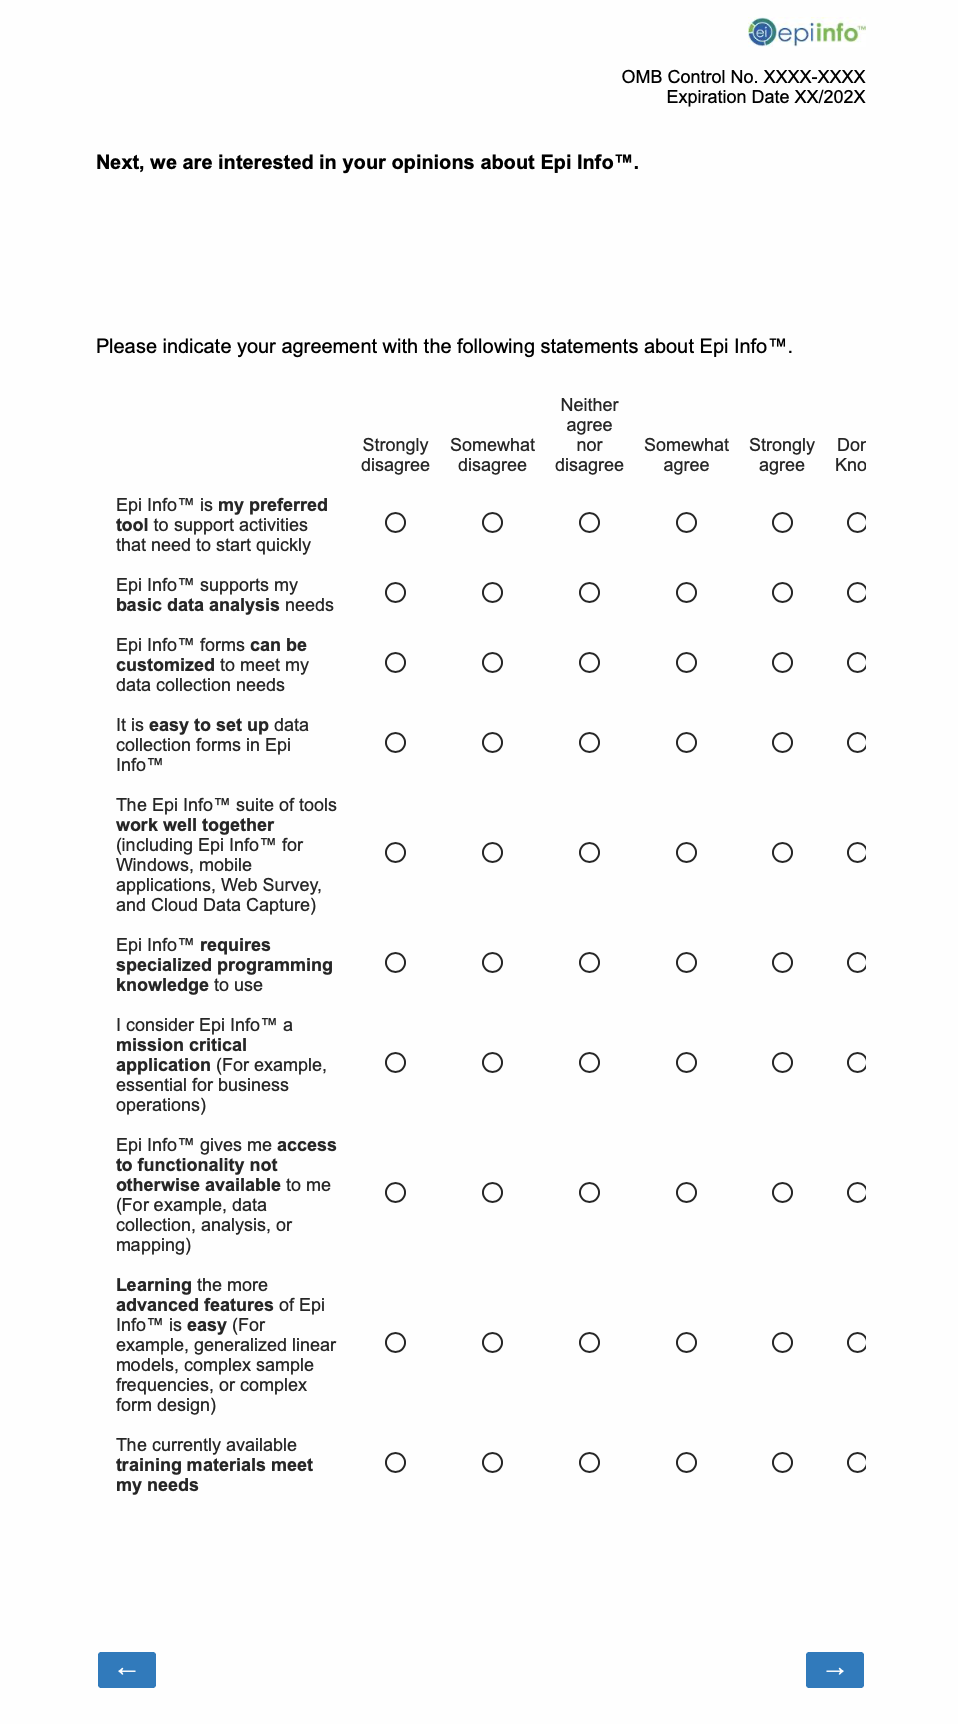 epiinfo™
OMB Control No. XXXX-XXXX
Expiration Date XX/202X
Next, we are interested in your opinions about Epi Info™.
Please indicate your agreement with the following statements about Epi Info™.
Strongly disagree
Somewhat disagree
Neither agree nor disagree
Somewhat agree
Strongly agree
Dor
Kno
Epi Info™ is my preferred
tool to support activities
that need to start quickly
Epi Info™ supports my
basic data analysis needs
Epi Info™ forms can be
customized to meet my
data collection needs
It is easy to set up data
collection forms in Epi
Info™
The Epi Info™ suite of tools
work well together
(including Epi Info™ for
Windows, mobile
applications, Web Survey,
and Cloud Data Capture)
Epi Info™ requires
specialized programming
knowledge to use
I consider Epi Info™ a
mission critical
application (For example,
essential for business
operations)
Epi Info™ gives me access
to functionality not
otherwise available to me
(For example, data
collection, analysis, or
mapping)
Learning the more
advanced features of Epi
Info™ is easy (For
example, generalized linear
models, complex sample
frequencies, or complex
form design)
The currently available
training materials meet
my needs
←
→